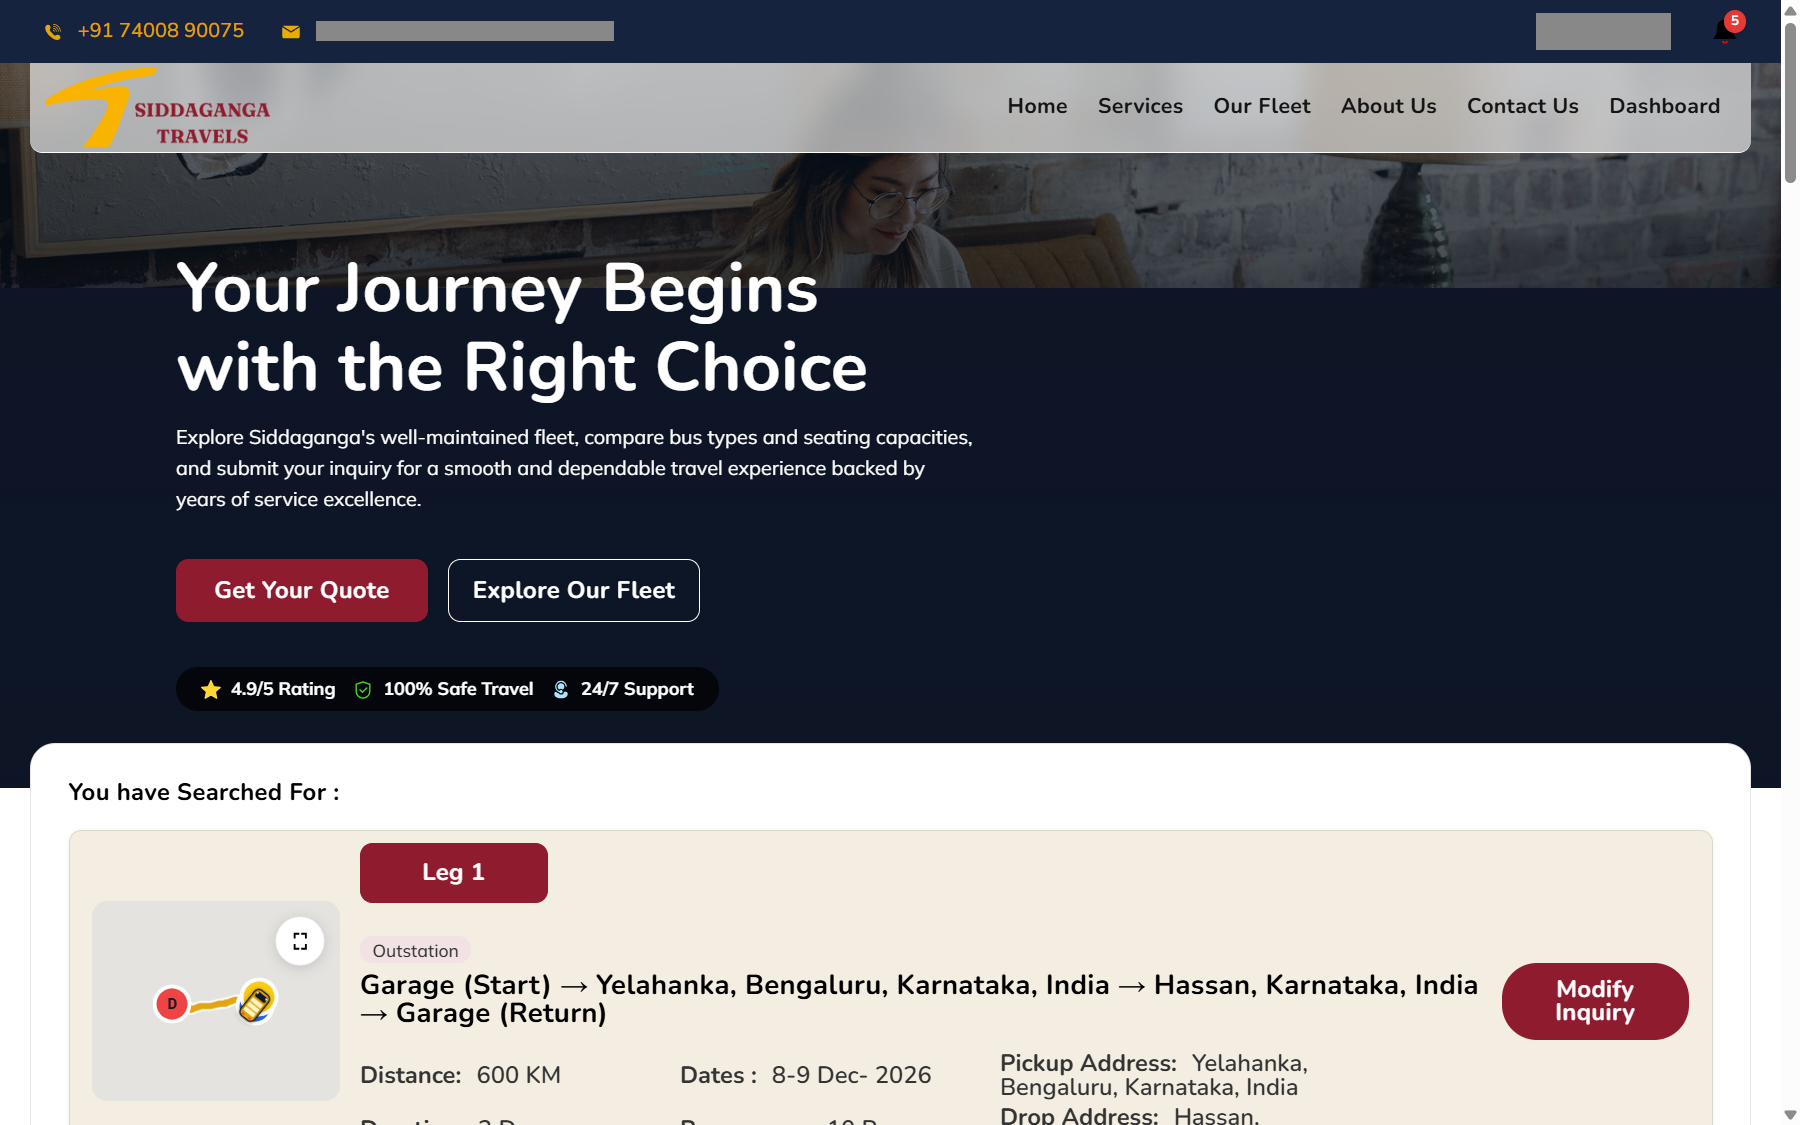 +91 74008 90075
5
SIDDAGANGA
TRAVELS
Home Services Our Fleet About Us Contact Us Dashboard
Your Journey Begins
with the Right Choice
Explore Siddaganga's well-maintained fleet, compare bus types and seating capacities,
and submit your inquiry for a smooth and dependable travel experience backed by
years of service excellence.
Get Your Quote Explore Our Fleet
4.9/5 Rating 100% Safe Travel 24/7 Support
You have Searched For :
Leg 1
Outstation
Garage (Start) → Yelahanka, Bengaluru, Karnataka, India → Hassan, Karnataka, India
→ Garage (Return)
Modify
Inquiry
D
Distance: 600 KM
Dates : 8-9 Dec- 2026
Pickup Address: Yelahanka,
Bengaluru, Karnataka, India
Drop Address: Hassan,